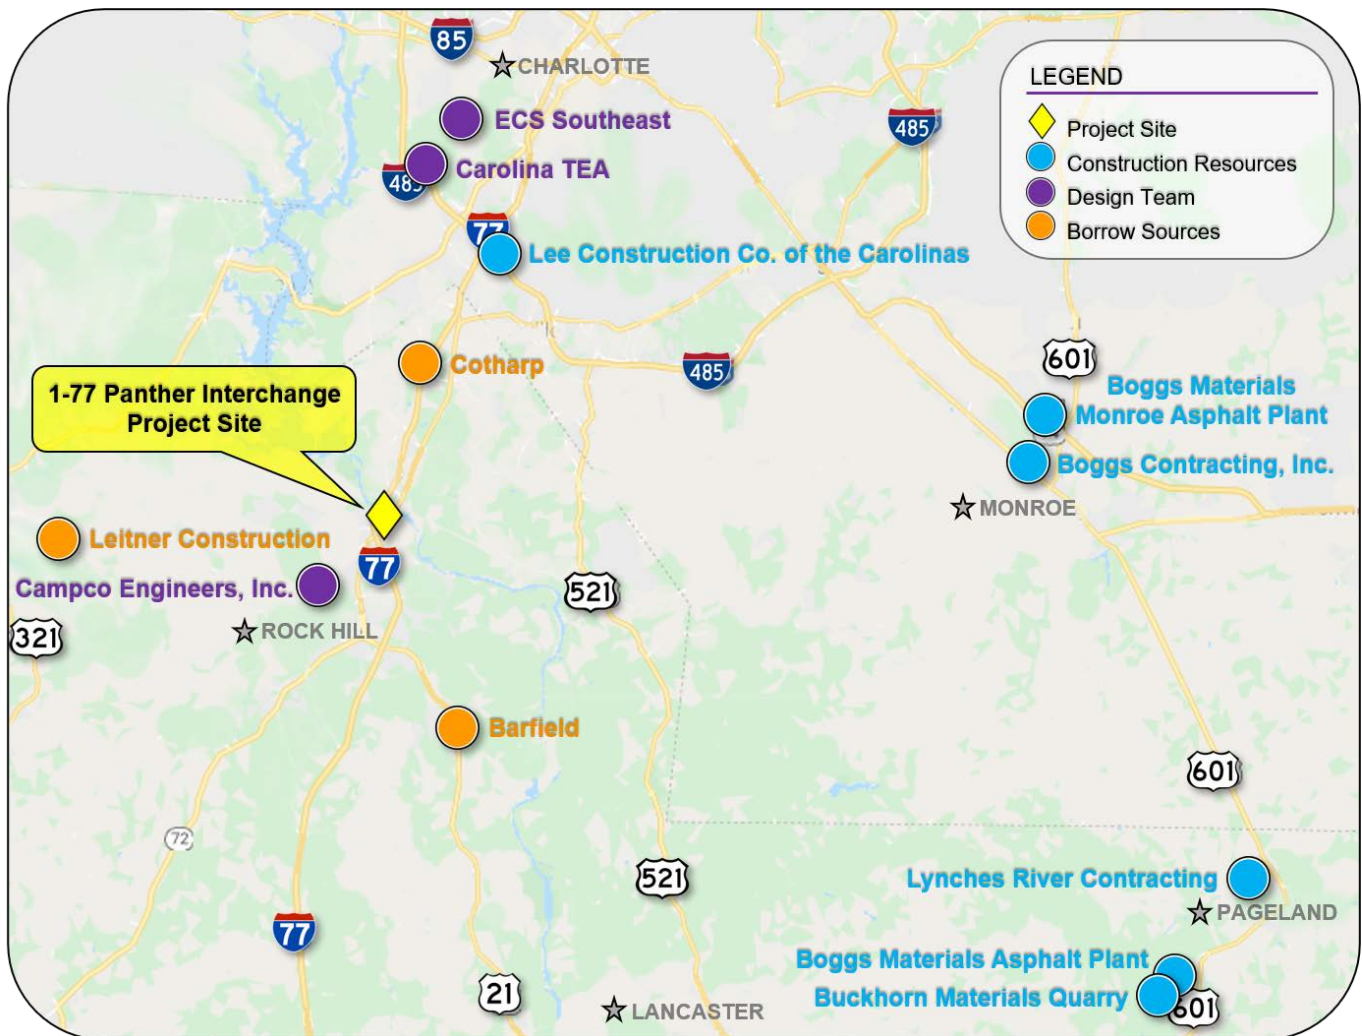 85
CHARLOTTE
LEGEND
Project Site
Construction Resources
Design Team
Borrow Sources
ECS Southeast
485
Carolina TEA
485
77
Lee Construction Co. of the Carolinas
601
Cotharp
485
Boggs Materials
Monroe Asphalt Plant
1-77 Panther Interchange
Project Site
Boggs Contracting, Inc.
MONROE
Leitner Construction
77
Campco Engineers, Inc.
521
321
ROCK HILL
Barfield
601
72
521
Lynches River Contracting
PAGELAND
77
Boggs Materials Asphalt Plant
21
Buckhorn Materials Quarry
601
LANCASTER